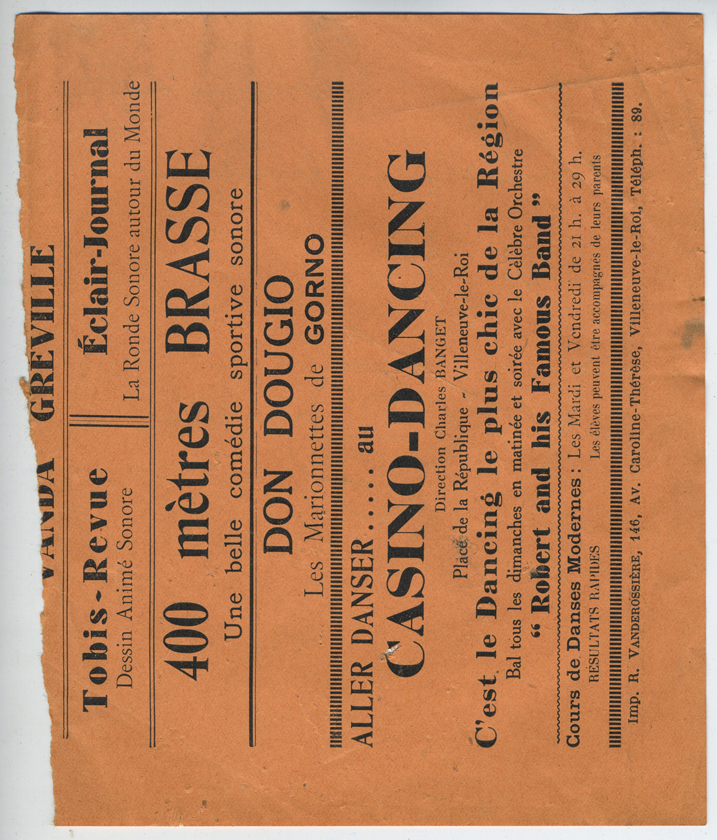 VANDA GREVILLE
Tobis-Revue
Dessin Animé Sonore
Éclair-Journal
La Ronde Sonore autour du Monde
400 mètres BRASSE
Une belle comédie sportive sonore
DON DOUGIO
Les Marionnettes de GORNO
ALLER DANSER..... au
CASINO-DANCING
Direction Charles BANGET
Place de la République - Villeneuve-le-Roi
C'est le Dancing le plus chic de la Région
Bal tous les dimanches en matinée et soirée avec le Célèbre Orchestre
“ Robert and his Famous Band ”
Cours de Danses Modernes : Les Mardi et Vendredi de 21 h. à 29 h.
RÉSULTATS RAPIDES Les élèves peuvent être accompagnes de leurs parents
Imp. R. VANDEROSSIÈRE, 146, Av. Caroline-Thérèse, Villeneuve-le-Roi, Téléph. : 89.